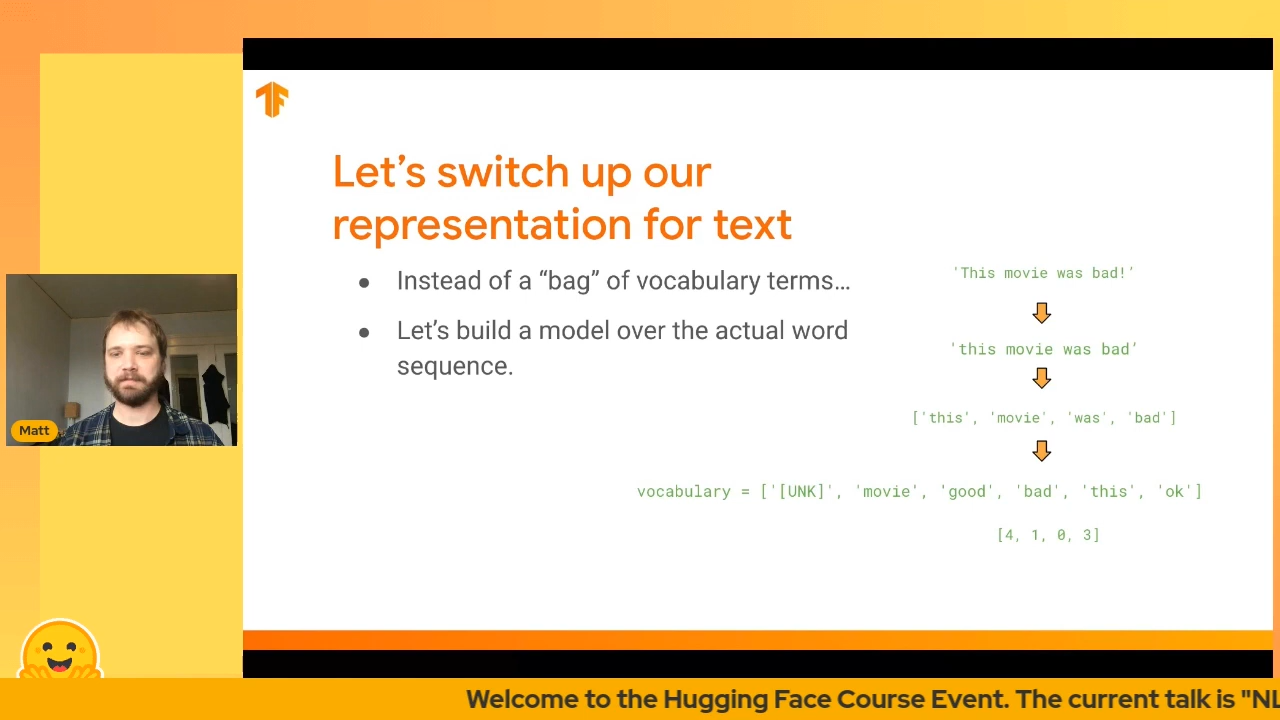 Let’s switch up our
representation for text
● Instead of a “bag” of vocabulary terms…
● Let’s build a model over the actual word
sequence.
'This movie was bad!’
'this movie was bad’
['this', 'movie', 'was', 'bad']
vocabulary = ['[UNK]', 'movie', 'good', 'bad', 'this', 'ok']
[4, 1, 0, 3]
Matt
Welcome to the Hugging Face Course Event. The current talk is "NL